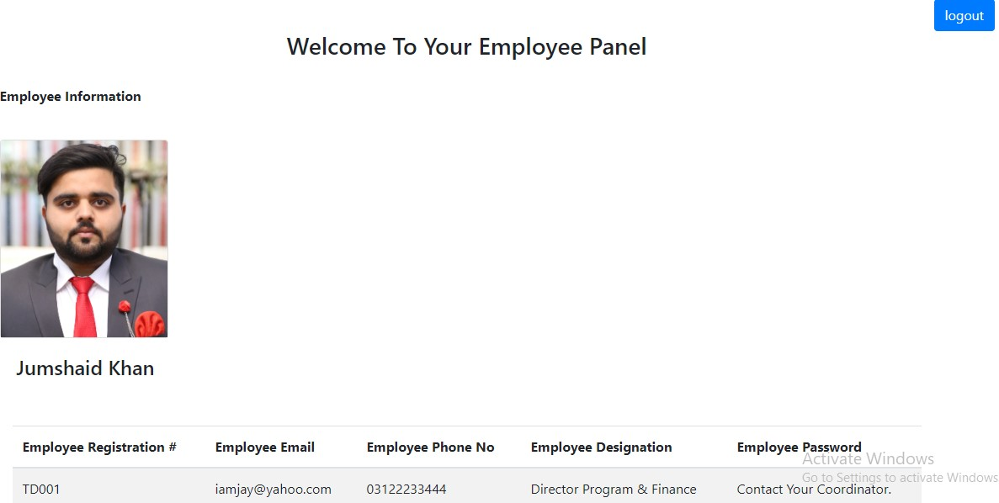 logout
Welcome To Your Employee Panel
Employee Information
Jumshaid Khan
Employee Registration # Employee Email Employee Phone No Employee Designation Employee Password
TD001 iamjay@yahoo.com 03122233444 Director Program & Finance Contact Your Coordinator.
Activate Windows
Go to Settings to activate Windows